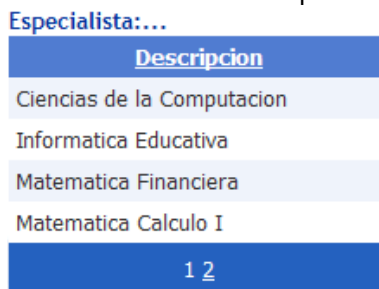 Especialista:...
Descripcion
Ciencias de la Computacion
Informatica Educativa
Matematica Financiera
Matematica Calculo I
1 2